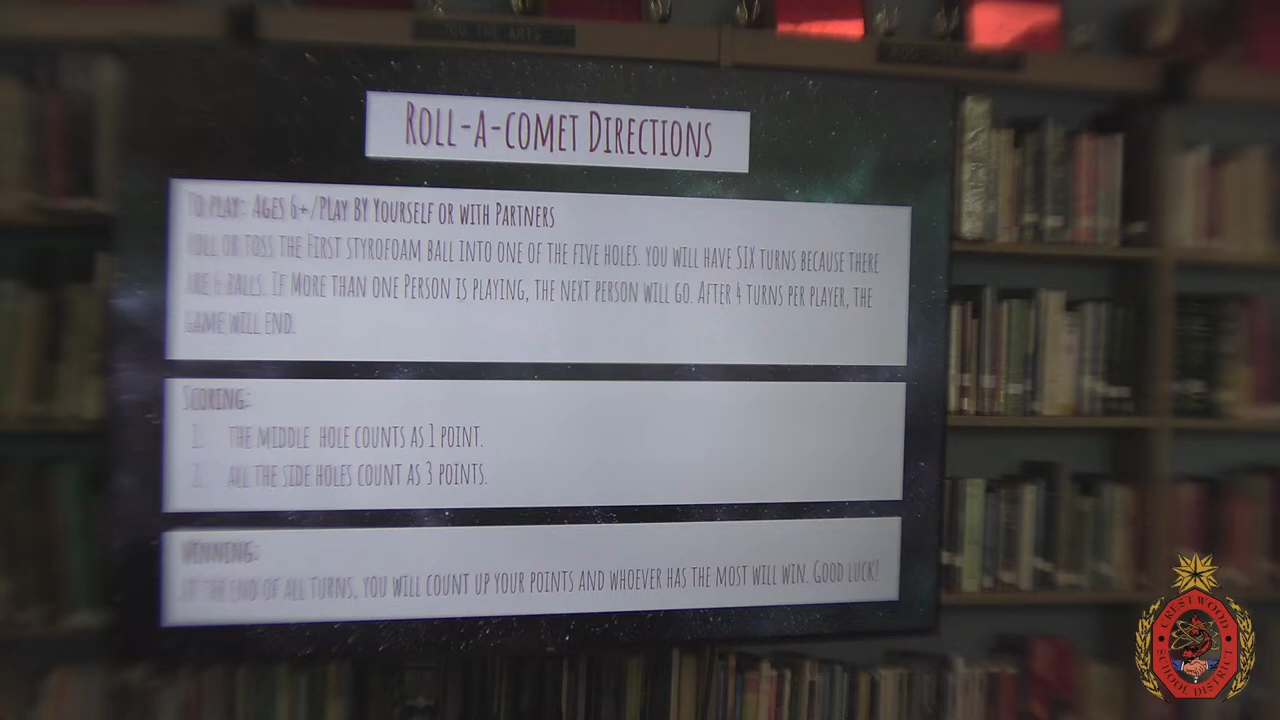 Roll-a-comet Directions
To play: Ages 6+/Play by Yourself or with Partners
Roll or toss the first styrofoam ball into one of the five holes. You will have six turns because there
are 6 balls. If more than one person is playing, the next person will go. After 4 turns per player, the
game will end.
Scoring:
1. The middle hole counts as 1 point.
2. All the side holes count as 3 points.
Winning:
At the end of all turns, you will count up your points and whoever has the most will win. Good luck!
CRESTWOOD
SCHOOL DISTRICT